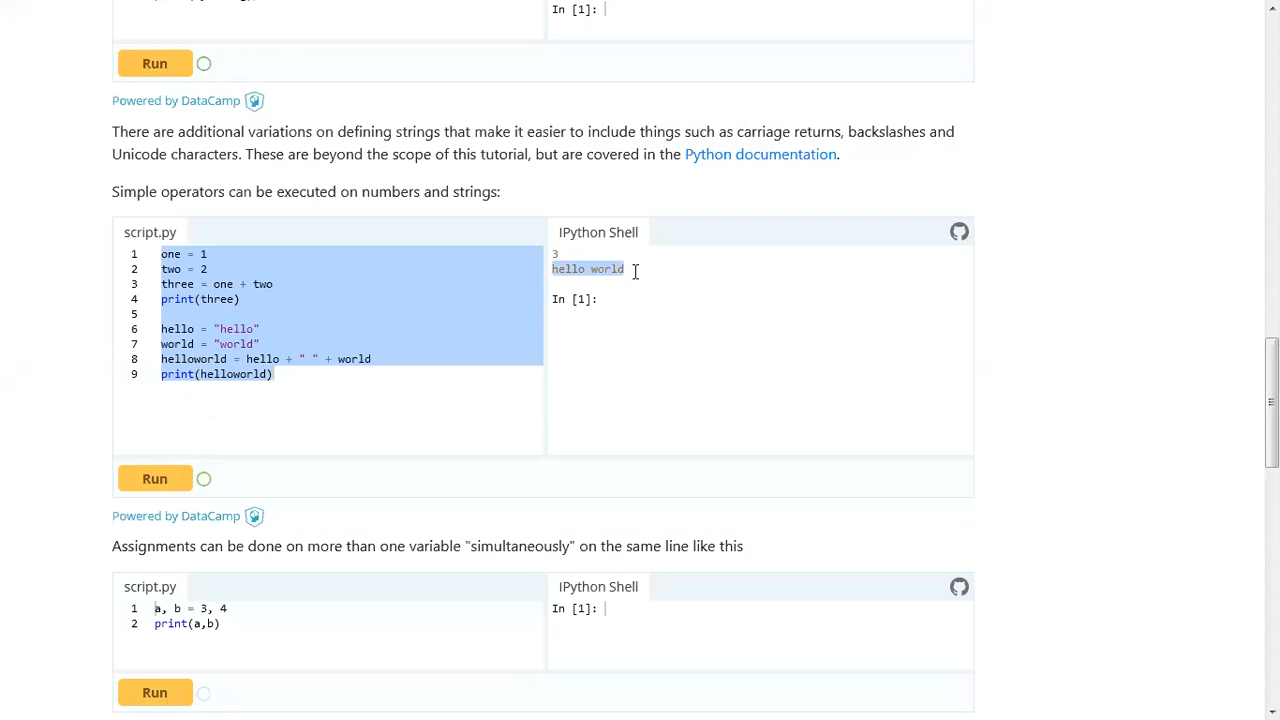 In [1]:
Run
Powered by DataCamp
There are additional variations on defining strings that make it easier to include things such as carriage returns, backslashes and
Unicode characters. These are beyond the scope of this tutorial, but are covered in the Python documentation.
Simple operators can be executed on numbers and strings:
script.py
1 one = 1
2 two = 2
3 three = one + two
4 print(three)
5
6 hello = "hello"
7 world = "world"
8 helloworld = hello + " " + world
9 print(helloworld)
IPython Shell
3
hello world
In [1]:
Run
Powered by DataCamp
Assignments can be done on more than one variable "simultaneously" on the same line like this
script.py
1 a, b = 3, 4
2 print(a,b)
IPython Shell
In [1]:
Run